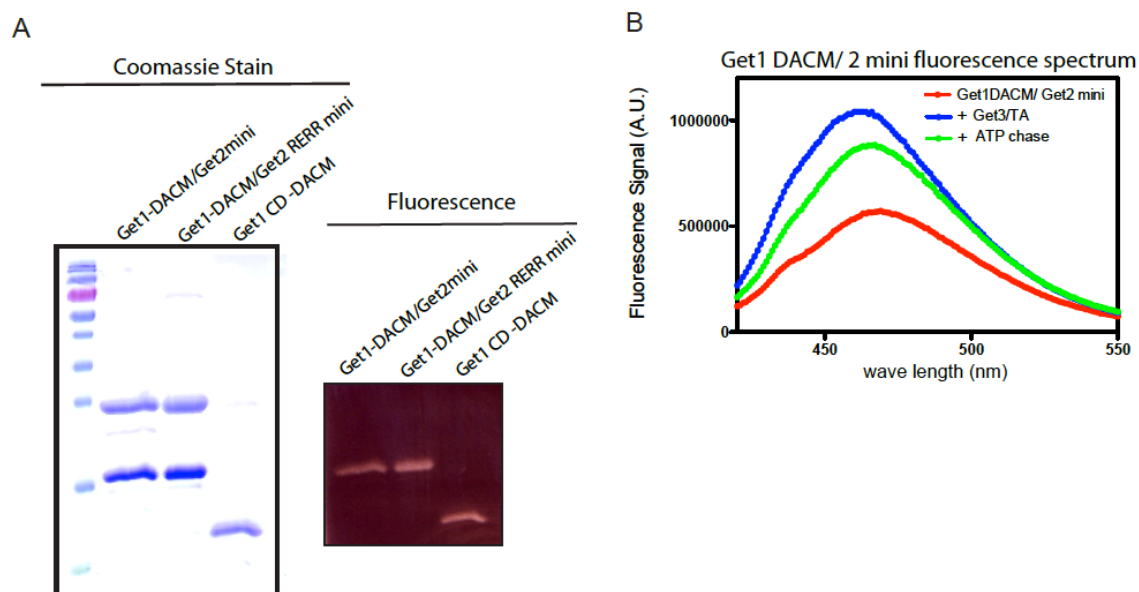 A
Coomassie Stain
Get1-DACM/Get2mini
Get1-DACM/Get2 RERR mini
Get1 CD -DACM
Fluorescence
Get1-DACM/Get2mini
Get1-DACM/Get2 RERR mini
Get1 CD -DACM
B
Get1 DACM/ 2 mini fluorescence spectrum
Fluorescence Signal (A.U.)
1000000
500000
0
Get1DACM/ Get2 mini
+ Get3/TA
+ ATP chase
450
500
550
wave length (nm)